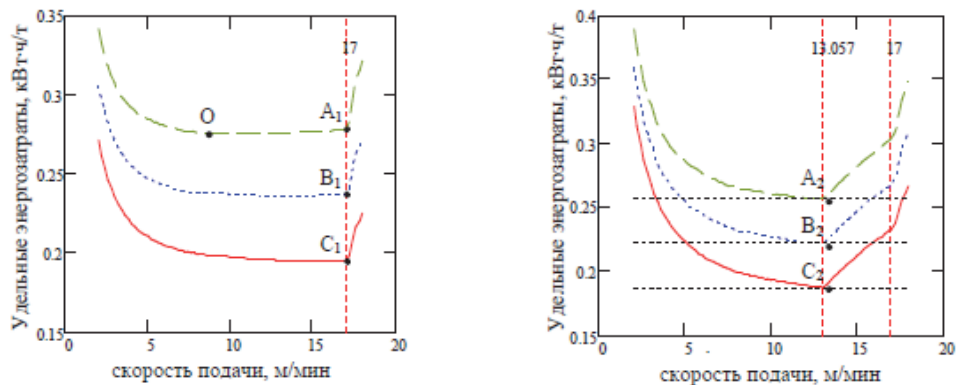 Удельные энергозатраты, кВт·ч/т
0.35
0.3
0.25
0.2
0.15
17
O
A1
B1
C1
0 5 10 15 20
скорость подачи, м/мин
Удельные энергозатраты, кВт·ч/т
0.4
0.35
0.3
0.25
0.2
0.15
13.057 17
A2
B2
C2
0 5 10 15 20
скорость подачи, м/мин